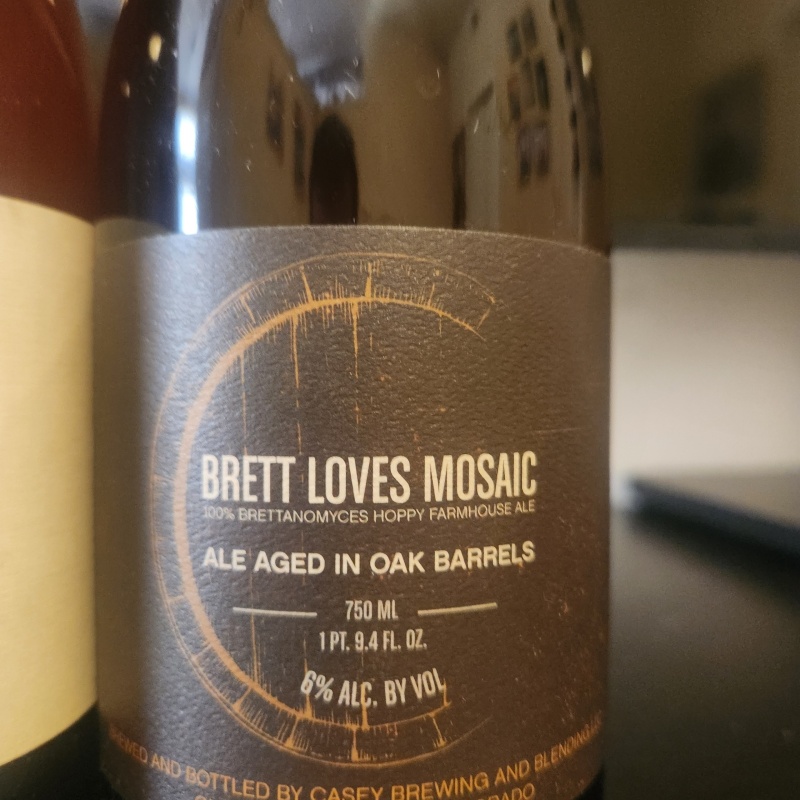 BRETT LOVES MOSAIC
100% BRETTANOMYCES HOPPY FARMHOUSE ALE
ALE AGED IN OAK BARRELS
750 ML
1 PT. 9.4 FL. OZ.
6% ALC. BY VOL
BREWED AND BOTTLED BY CASEY BREWING AND BLENDING